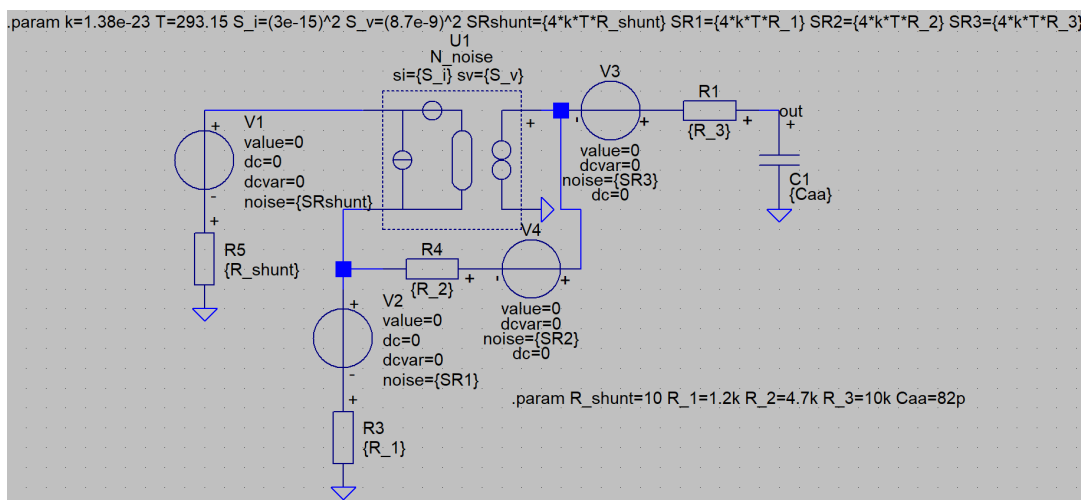 .param k=1.38e-23 T=293.15 S_i=(3e-15)^2 S_v=(8.7e-9)^2 SRshunt={4*k*T*R_shunt} SR1={4*k*T*R_1} SR2={4*k*T*R_2} SR3={4*k*T*R_3}
U1
N_noise
si={S_i} sv={S_v}
V1
value=0
dc=0
dcvar=0
noise={SRshunt}
R5
{R_shunt}
V3
value=0
dcvar=0
noise={SR3}
dc=0
R1
{R_3}
out
C1
{Caa}
R4
{R_2}
V4
value=0
dcvar=0
noise={SR2}
dc=0
V2
value=0
dc=0
dcvar=0
noise={SR1}
R3
{R_1}
.param R_shunt=10 R_1=1.2k R_2=4.7k R_3=10k Caa=82p